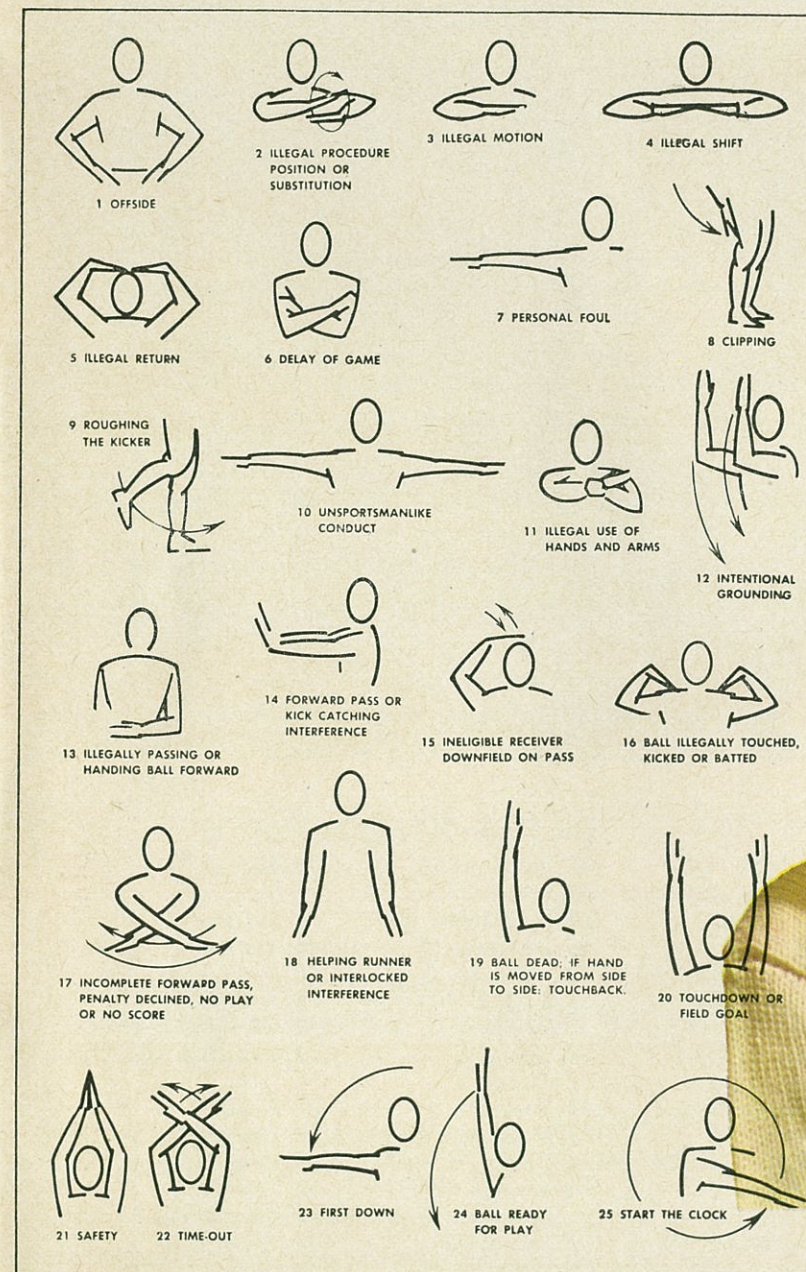 1 OFFSIDE
2 ILLEGAL PROCEDURE
POSITION OR
SUBSTITUTION
3 ILLEGAL MOTION
4 ILLEGAL SHIFT
5 ILLEGAL RETURN
6 DELAY OF GAME
7 PERSONAL FOUL
8 CLIPPING
9 ROUGHING
THE KICKER
10 UNSPORTSMANLIKE
CONDUCT
11 ILLEGAL USE OF
HANDS AND ARMS
12 INTENTIONAL
GROUNDING
13 ILLEGALLY PASSING OR
HANDING BALL FORWARD
14 FORWARD PASS OR
KICK CATCHING
INTERFERENCE
15 INELIGIBLE RECEIVER
DOWNFIELD ON PASS
16 BALL ILLEGALLY TOUCHED,
KICKED OR BATTED
17 INCOMPLETE FORWARD PASS,
PENALTY DECLINED, NO PLAY
OR NO SCORE
18 HELPING RUNNER
OR INTERLOCKED
INTERFERENCE
19 BALL DEAD; IF HAND
IS MOVED FROM SIDE
TO SIDE: TOUCHBACK.
20 TOUCHDOWN OR
FIELD GOAL
21 SAFETY
22 TIME-OUT
23 FIRST DOWN
24 BALL READY
FOR PLAY
25 START THE CLOCK